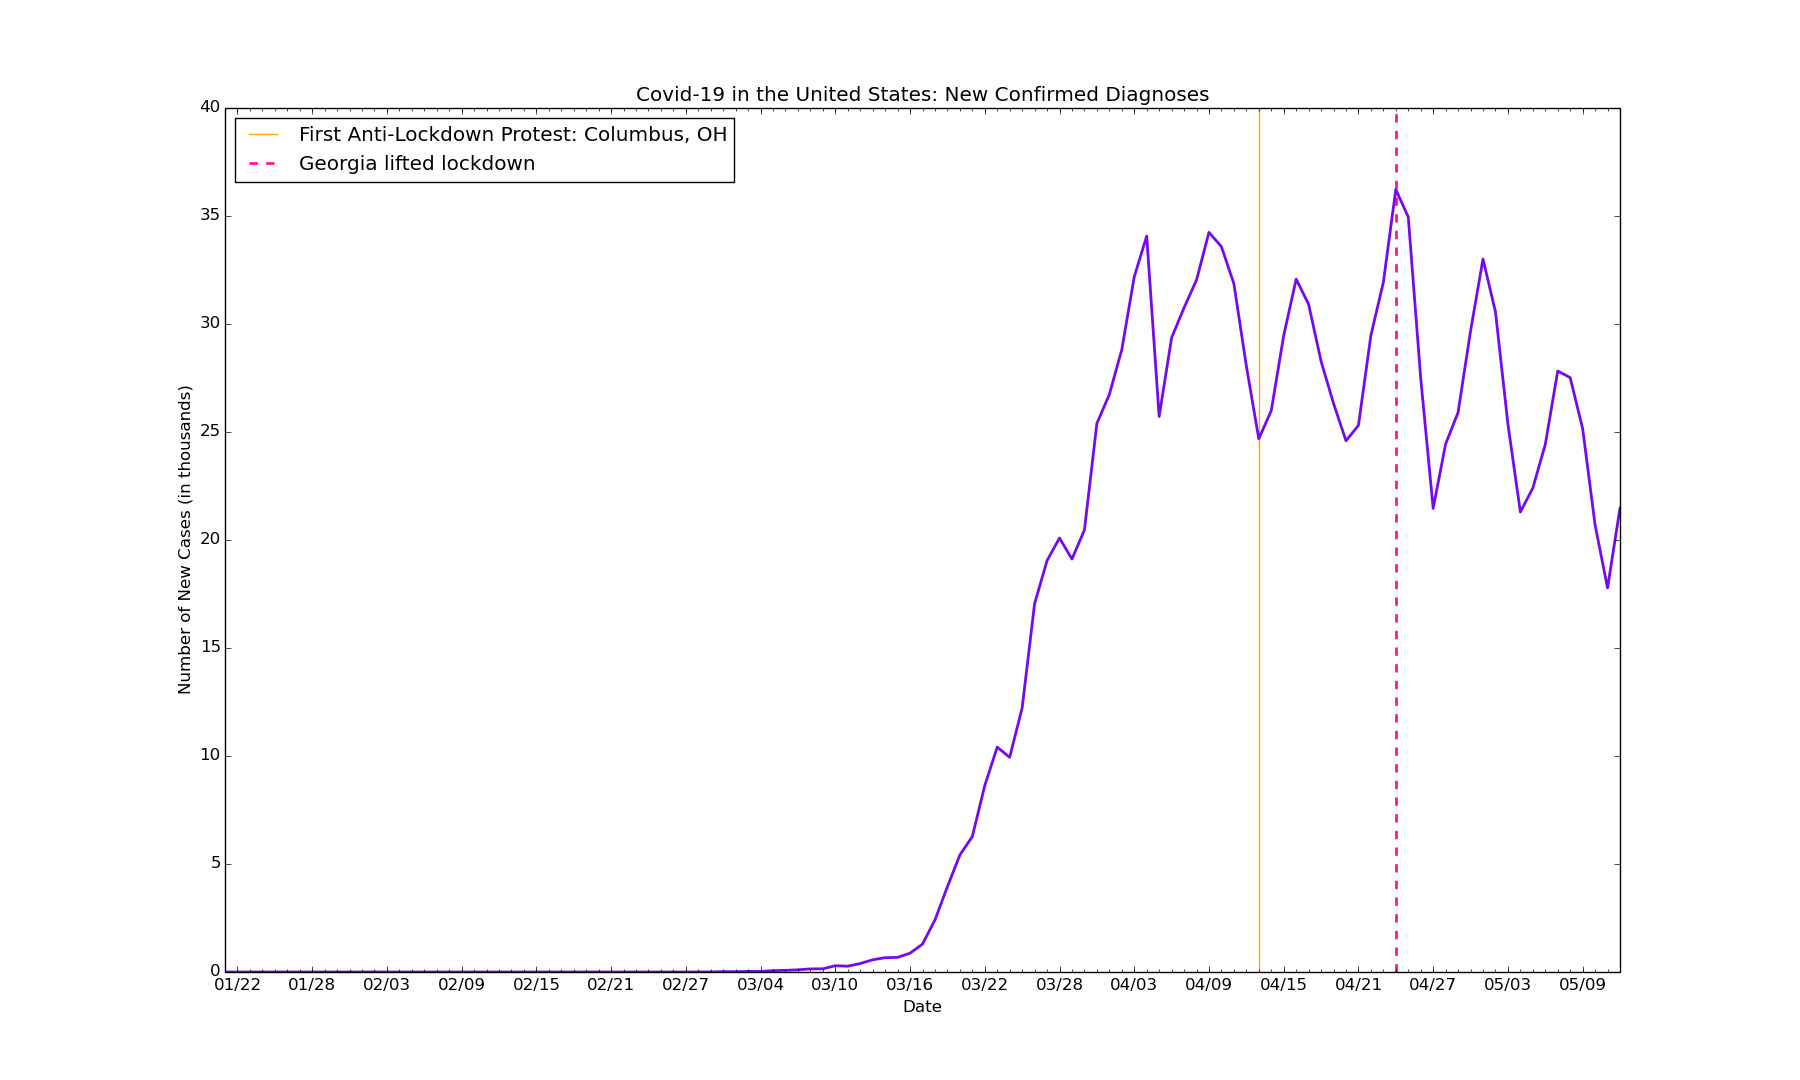 Covid-19 in the United States: New Confirmed Diagnoses
First Anti-Lockdown Protest: Columbus, OH
Georgia lifted lockdown
Number of New Cases (in thousands)
40
35
30
25
20
15
10
5
0
01/22 01/28 02/03 02/09 02/15 02/21 02/27 03/04 03/10 03/16 03/22 03/28 04/03 04/09 04/15 04/21 04/27 05/03 05/09
Date